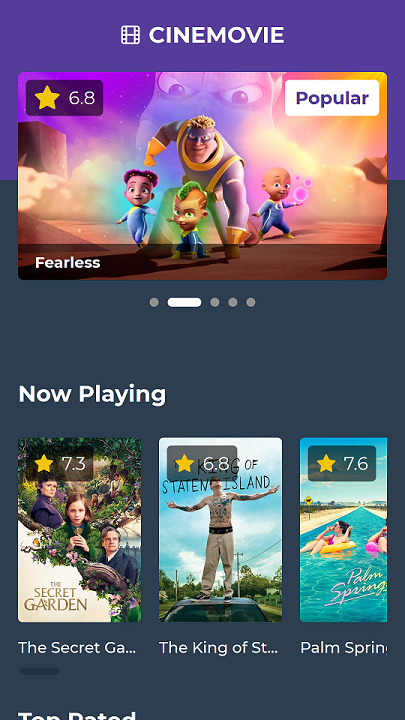 CINEMOVIE
6.8
Popular
Fearless
Now Playing
7.3
6.8
7.6
KING OF
STATEN ISLAND
THE
SECRET
GARDEN
Palm
Springs
The Secret Ga...
The King of St...
Palm Spring
Top Rated